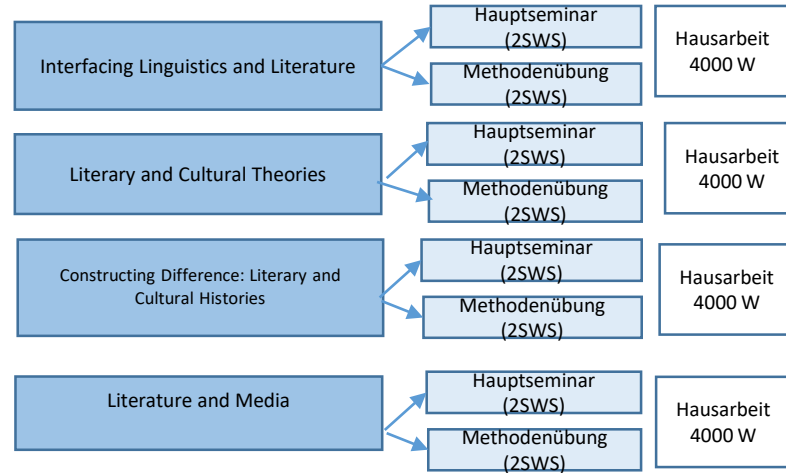 Interfacing Linguistics and Literature
Hauptseminar
(2SWS)
Methodenübung
(2SWS)
Hausarbeit
4000 W
Literary and Cultural Theories
Hauptseminar
(2SWS)
Methodenübung
(2SWS)
Hausarbeit
4000 W
Constructing Difference: Literary and
Cultural Histories
Hauptseminar
(2SWS)
Methodenübung
(2SWS)
Hausarbeit
4000 W
Literature and Media
Hauptseminar
(2SWS)
Methodenübung
(2SWS)
Hausarbeit
4000 W